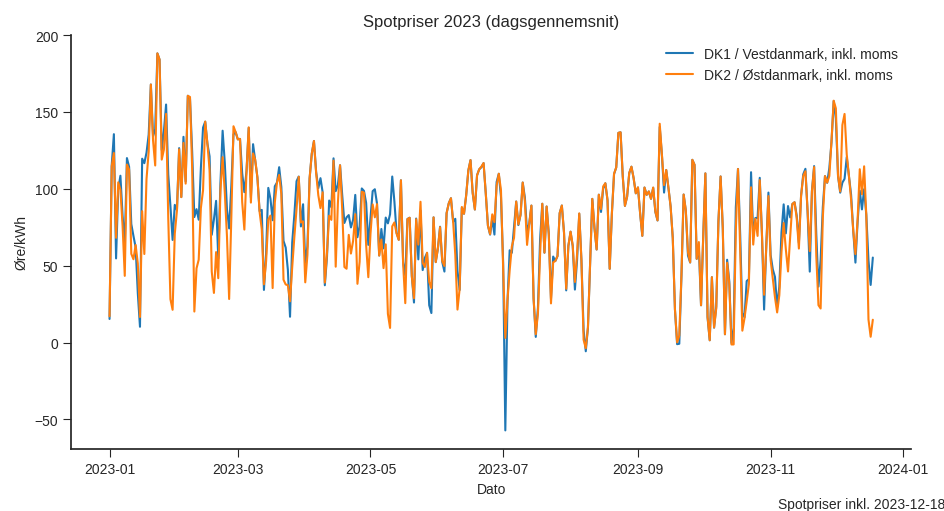 Spotpriser 2023 (dagsgennemsnit)
DK1 / Vestdanmark, inkl. moms
DK2 / Østdanmark, inkl. moms
Øre/kWh
200
150
100
50
0
−50
2023-01
2023-03
2023-05
2023-07
2023-09
2023-11
2024-01
Dato
Spotpriser inkl. 2023-12-18